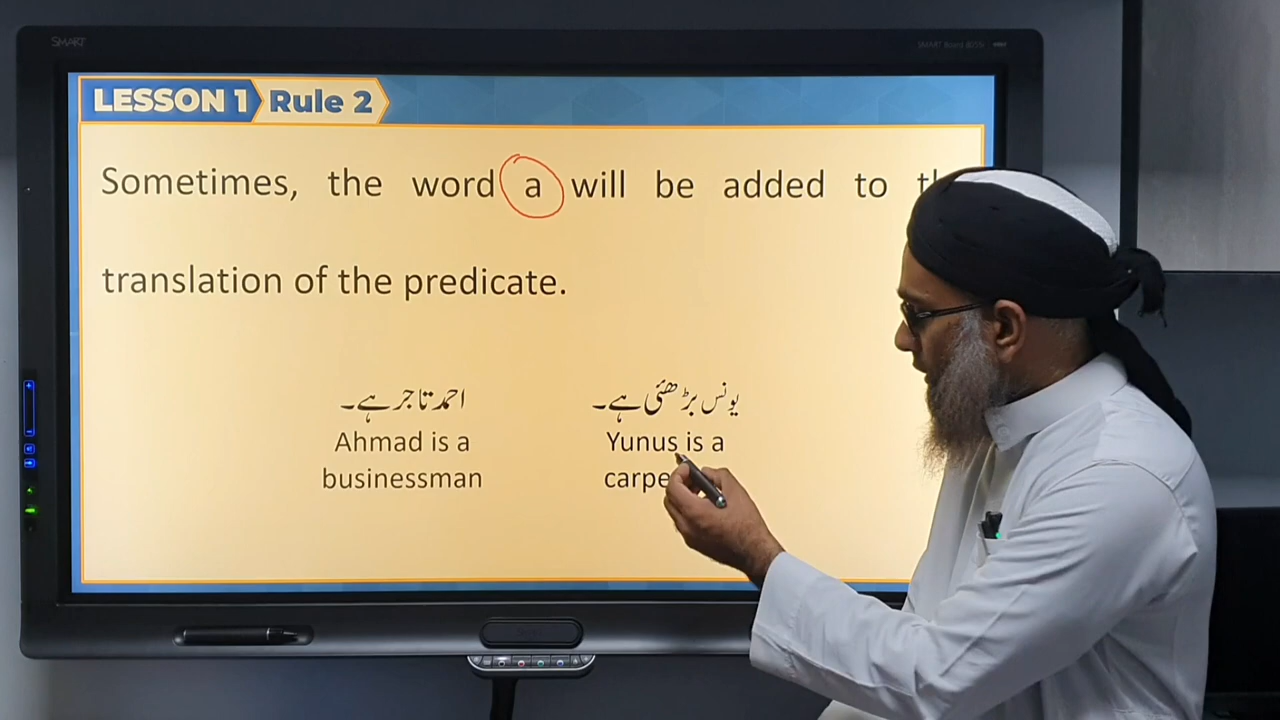 SMART
LESSON 1 Rule 2
Sometimes, the word a will be added to
translation of the predicate.
یونس بڑھئی ہے۔
Yunus is a
احمد تاجر ہے۔
Ahmad is a
businessman